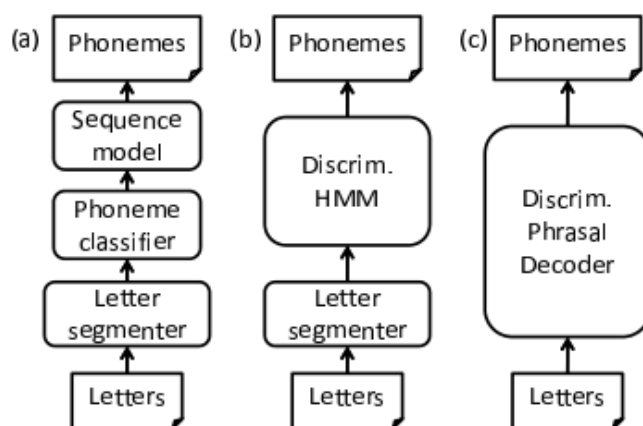 (a) Phonemes
Sequence
model
Phoneme
classifier
Letter
segmenter
Letters
(b) Phonemes
Discrim.
HMM
Letter
segmenter
Letters
(c) Phonemes
Discrim.
Phrasal
Decoder
Letters